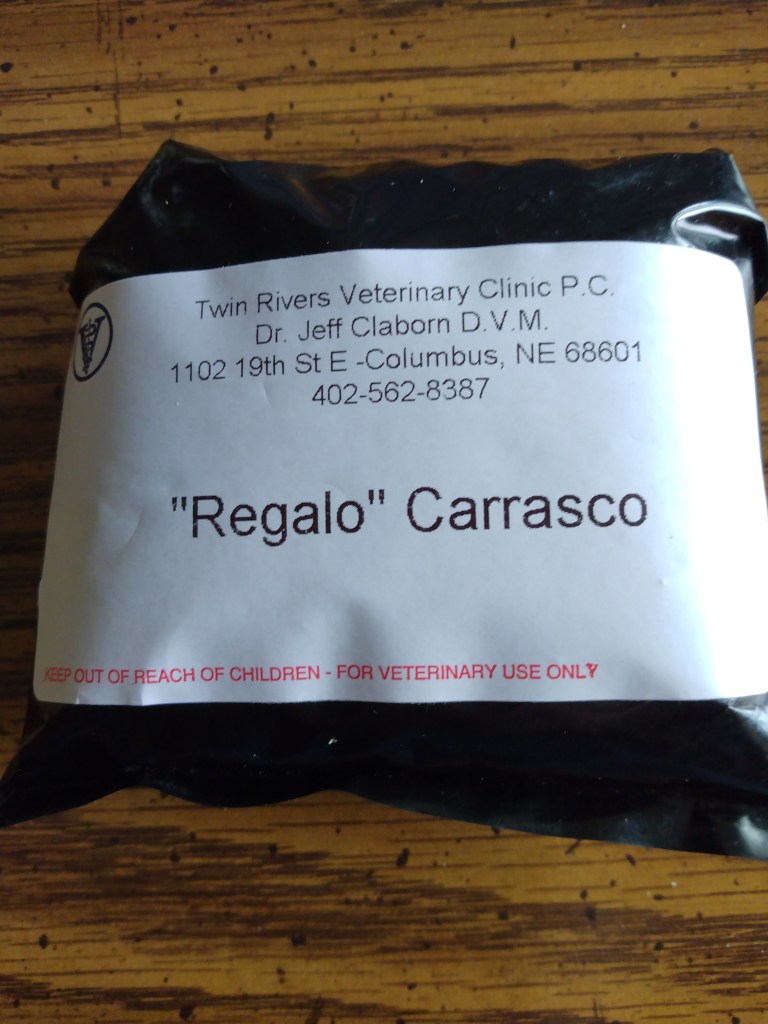 Twin Rivers Veterinary Clinic P.C.
Dr. Jeff Claborn D.V.M.
1102 19th St E -Columbus, NE 68601
402-562-8387
"Regalo" Carrasco
KEEP OUT OF REACH OF CHILDREN - FOR VETERINARY USE ONLY